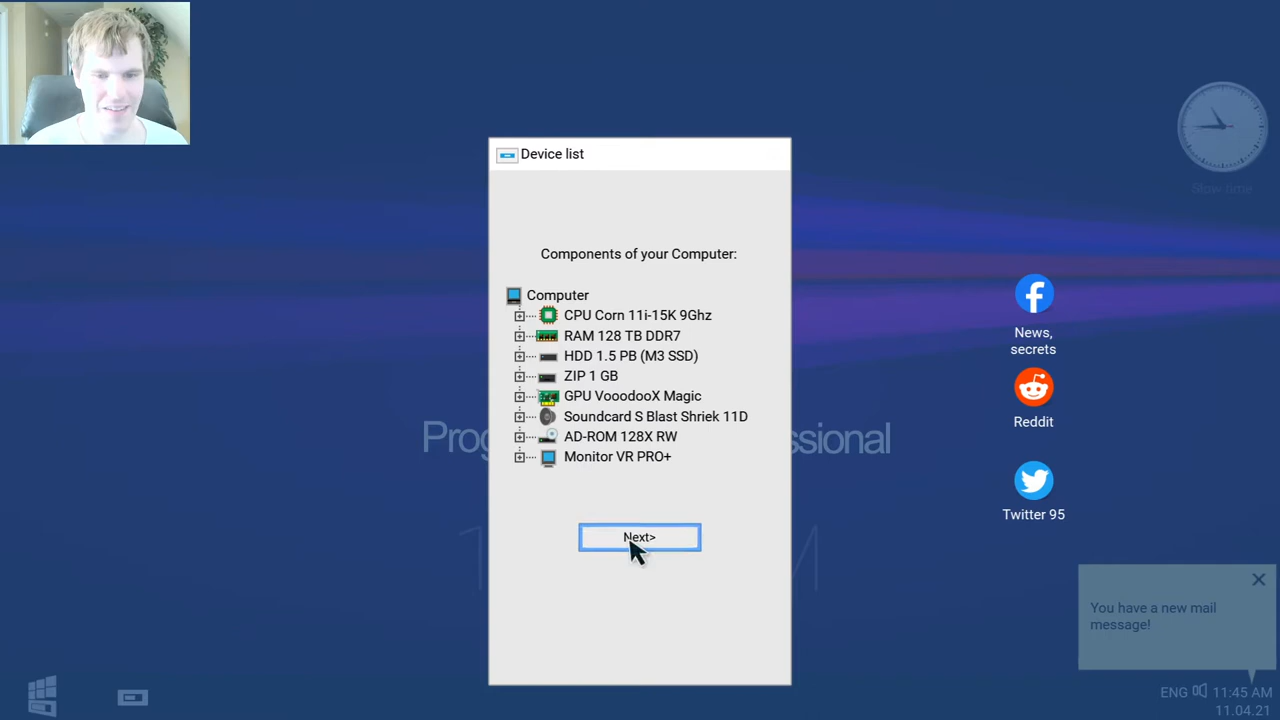 Device list
Components of your Computer:
Computer
CPU Corn 11i-15K 9Ghz
RAM 128 TB DDR7
HDD 1.5 PB (M3 SSD)
ZIP 1 GB
GPU VooodooX Magic
Soundcard S Blast Shriek 11D
AD-ROM 128X RW
Monitor VR PRO+
Next>
Slow time
News,
secrets
Reddit
Twitter 95
You have a new mail
message!
ENG 11:45 AM
11.04.21